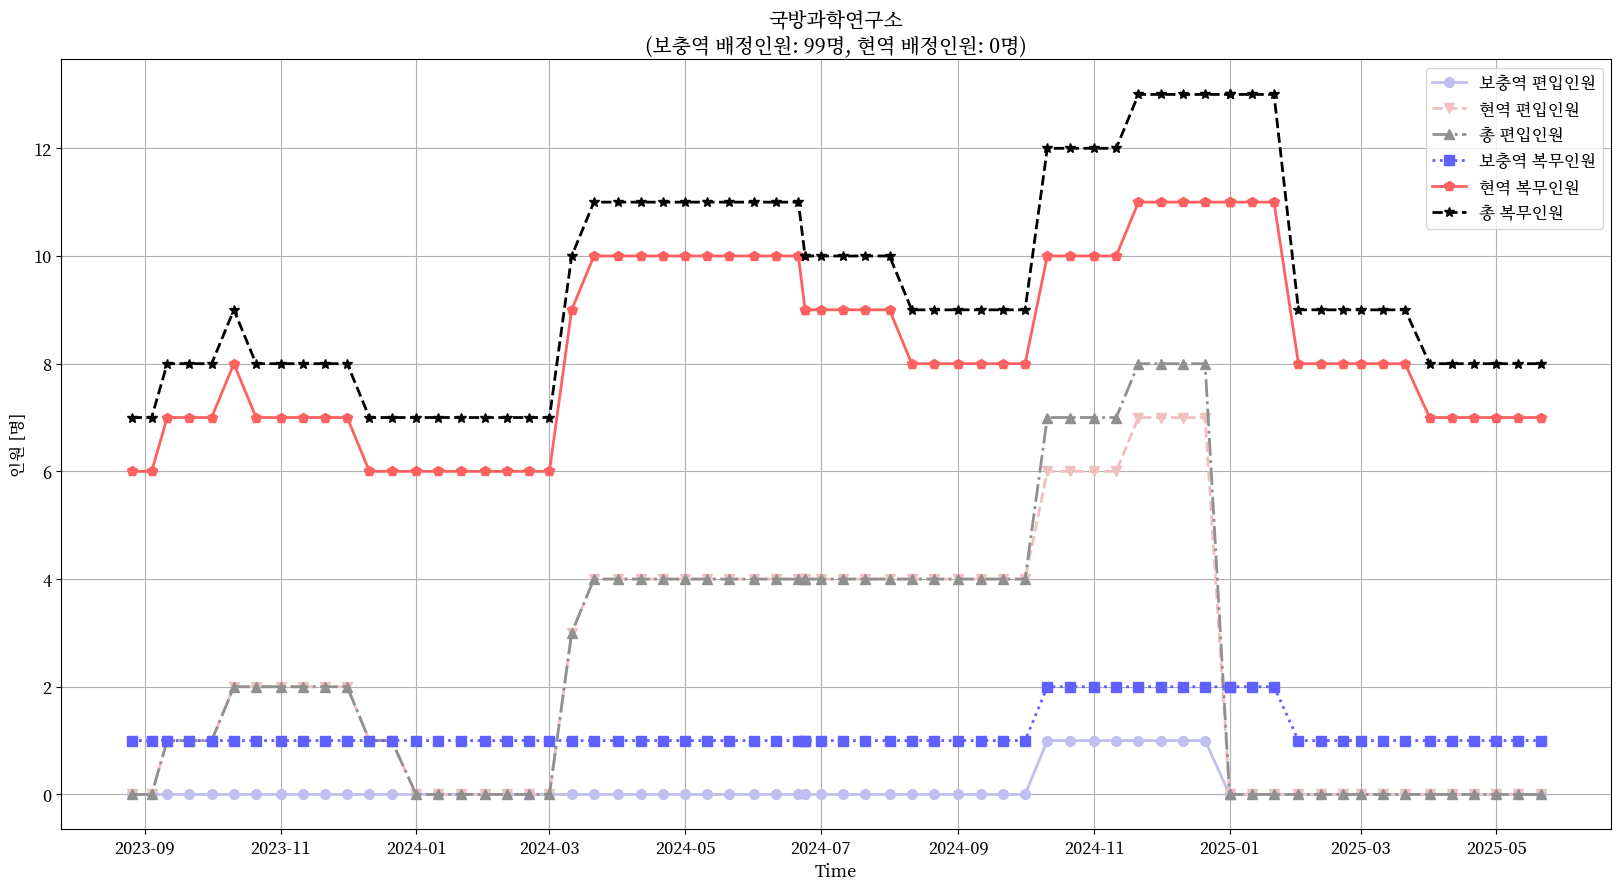 국방과학연구소
(보충역 배정인원: 99명, 현역 배정인원: 0명)
보충역 편입인원
현역 편입인원
총 편입인원
보충역 복무인원
현역 복무인원
총 복무인원
인원 [명]
12
10
8
6
4
2
0
2023-09
2023-11
2024-01
2024-03
2024-05
2024-07
2024-09
2024-11
2025-01
2025-03
2025-05
Time